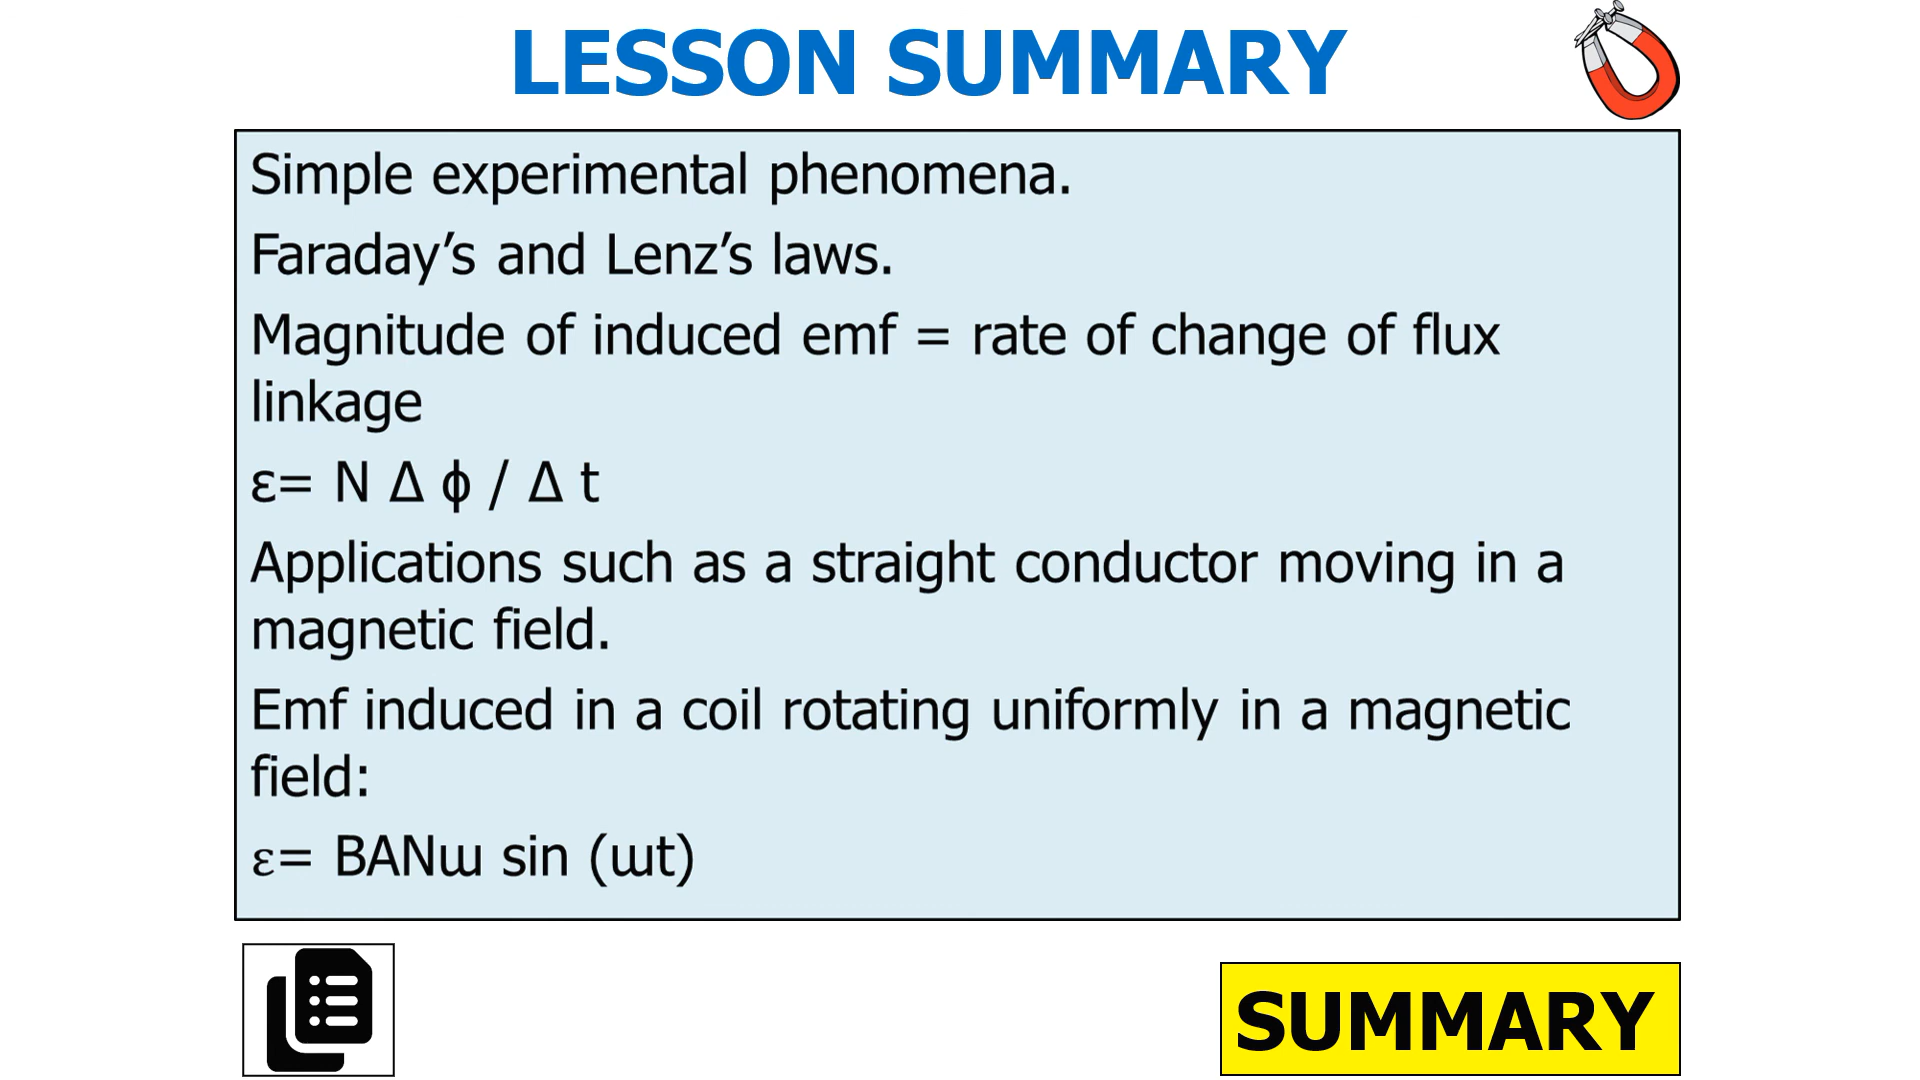 LESSON SUMMARY
Simple experimental phenomena.
Faraday’s and Lenz’s laws.
Magnitude of induced emf = rate of change of flux
linkage
ε= N Δ ϕ / Δ t
Applications such as a straight conductor moving in a
magnetic field.
Emf induced in a coil rotating uniformly in a magnetic
field:
ε= BANɯ sin (ɯt)
SUMMARY